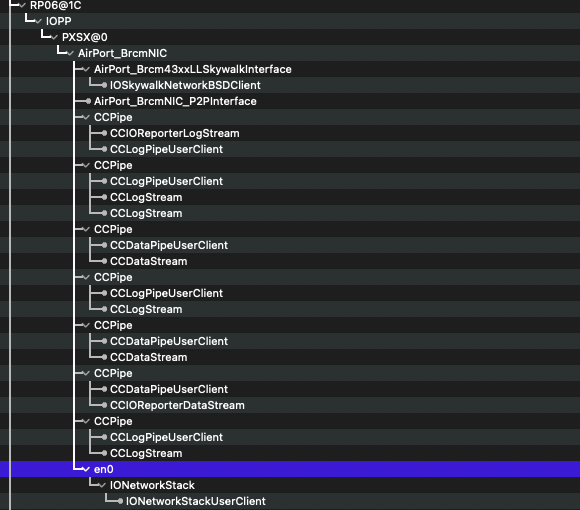 RP06@1C
IOPP
PXSX@0
AirPort_BrcmNIC
AirPort_Brcm43xxLLSkywalkInterface
IOSkywalkNetworkBSDClient
AirPort_BrcmNIC_P2PInterface
CCPipe
CCIOReporterLogStream
CCLogPipeUserClient
CCPipe
CCLogPipeUserClient
CCLogStream
CCLogStream
CCPipe
CCDataPipeUserClient
CCDataStream
CCPipe
CCLogPipeUserClient
CCLogStream
CCPipe
CCDataPipeUserClient
CCDataStream
CCPipe
CCDataPipeUserClient
CCIOReporterDataStream
CCPipe
CCLogPipeUserClient
CCLogStream
en0
IONetworkStack
IONetworkStackUserClient